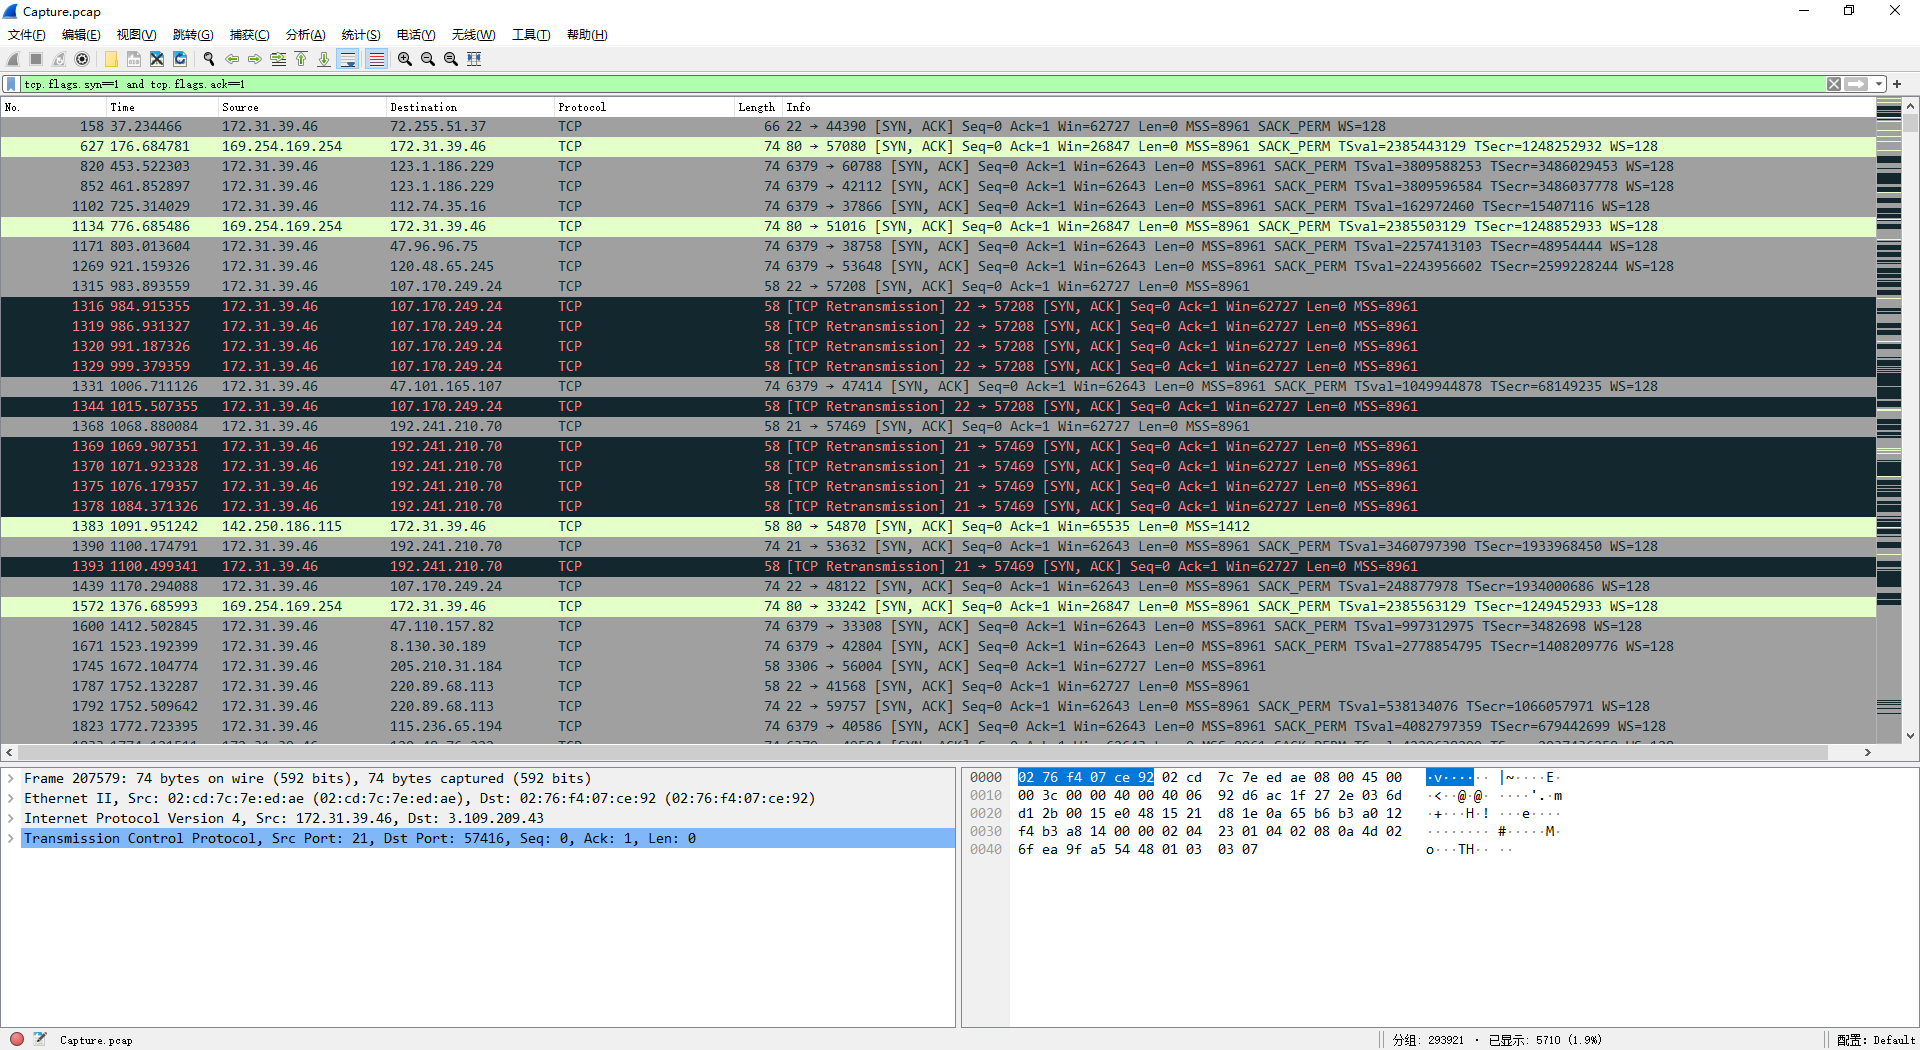 Capture.pcap
文件(F) 编辑(E) 视图(V) 跳转(G) 捕获(C) 分析(A) 统计(S) 电话(Y) 无线(W) 工具(T) 帮助(H)
tcp.flags.syn==1 and tcp.flags.ack==1
No. Time Source Destination Protocol Length Info
158 37.234466 172.31.39.46 72.255.51.37 TCP 66 22 → 44390 [SYN, ACK] Seq=0 Ack=1 Win=62727 Len=0 MSS=8961 SACK_PERM WS=128
627 176.684781 169.254.169.254 172.31.39.46 TCP 74 80 → 57080 [SYN, ACK] Seq=0 Ack=1 Win=26847 Len=0 MSS=8961 SACK_PERM TSval=2385443129 TSecr=1248252932 WS=128
820 453.522303 172.31.39.46 123.1.186.229 TCP 74 6379 → 60788 [SYN, ACK] Seq=0 Ack=1 Win=62643 Len=0 MSS=8961 SACK_PERM TSval=3809588253 TSecr=3486029453 WS=128
852 461.852897 172.31.39.46 123.1.186.229 TCP 74 6379 → 42112 [SYN, ACK] Seq=0 Ack=1 Win=62643 Len=0 MSS=8961 SACK_PERM TSval=3809596584 TSecr=3486037778 WS=128
1102 725.314029 172.31.39.46 112.74.35.16 TCP 74 6379 → 37866 [SYN, ACK] Seq=0 Ack=1 Win=62643 Len=0 MSS=8961 SACK_PERM TSval=162972460 TSecr=15407116 WS=128
1134 776.685486 169.254.169.254 172.31.39.46 TCP 74 80 → 51016 [SYN, ACK] Seq=0 Ack=1 Win=26847 Len=0 MSS=8961 SACK_PERM TSval=2385503129 TSecr=1248852933 WS=128
1171 803.013604 172.31.39.46 47.96.96.75 TCP 74 6379 → 38758 [SYN, ACK] Seq=0 Ack=1 Win=62643 Len=0 MSS=8961 SACK_PERM TSval=2257413103 TSecr=48954444 WS=128
1269 921.159326 172.31.39.46 120.48.65.245 TCP 74 6379 → 53648 [SYN, ACK] Seq=0 Ack=1 Win=62643 Len=0 MSS=8961 SACK_PERM TSval=2243956602 TSecr=2599228244 WS=128
1315 983.893559 172.31.39.46 107.170.249.24 TCP 58 22 → 57208 [SYN, ACK] Seq=0 Ack=1 Win=62727 Len=0 MSS=8961
1316 984.915355 172.31.39.46 107.170.249.24 TCP 58 [TCP Retransmission] 22 → 57208 [SYN, ACK] Seq=0 Ack=1 Win=62727 Len=0 MSS=8961
1319 986.931327 172.31.39.46 107.170.249.24 TCP 58 [TCP Retransmission] 22 → 57208 [SYN, ACK] Seq=0 Ack=1 Win=62727 Len=0 MSS=8961
1320 991.187326 172.31.39.46 107.170.249.24 TCP 58 [TCP Retransmission] 22 → 57208 [SYN, ACK] Seq=0 Ack=1 Win=62727 Len=0 MSS=8961
1329 999.379359 172.31.39.46 107.170.249.24 TCP 58 [TCP Retransmission] 22 → 57208 [SYN, ACK] Seq=0 Ack=1 Win=62727 Len=0 MSS=8961
1331 1006.711126 172.31.39.46 47.101.165.107 TCP 74 6379 → 47414 [SYN, ACK] Seq=0 Ack=1 Win=62643 Len=0 MSS=8961 SACK_PERM TSval=1049944878 TSecr=68149235 WS=128
1344 1015.507355 172.31.39.46 107.170.249.24 TCP 58 [TCP Retransmission] 22 → 57208 [SYN, ACK] Seq=0 Ack=1 Win=62727 Len=0 MSS=8961
1368 1068.880084 172.31.39.46 192.241.210.70 TCP 58 21 → 57469 [SYN, ACK] Seq=0 Ack=1 Win=62727 Len=0 MSS=8961
1369 1069.907351 172.31.39.46 192.241.210.70 TCP 58 [TCP Retransmission] 21 → 57469 [SYN, ACK] Seq=0 Ack=1 Win=62727 Len=0 MSS=8961
1370 1071.923328 172.31.39.46 192.241.210.70 TCP 58 [TCP Retransmission] 21 → 57469 [SYN, ACK] Seq=0 Ack=1 Win=62727 Len=0 MSS=8961
1375 1076.179357 172.31.39.46 192.241.210.70 TCP 58 [TCP Retransmission] 21 → 57469 [SYN, ACK] Seq=0 Ack=1 Win=62727 Len=0 MSS=8961
1378 1084.371326 172.31.39.46 192.241.210.70 TCP 58 [TCP Retransmission] 21 → 57469 [SYN, ACK] Seq=0 Ack=1 Win=62727 Len=0 MSS=8961
1383 1091.951242 142.250.186.115 172.31.39.46 TCP 58 80 → 54870 [SYN, ACK] Seq=0 Ack=1 Win=65535 Len=0 MSS=1412
1390 1100.174791 172.31.39.46 192.241.210.70 TCP 74 21 → 53632 [SYN, ACK] Seq=0 Ack=1 Win=62643 Len=0 MSS=8961 SACK_PERM TSval=3460797390 TSecr=1933968450 WS=128
1393 1100.499341 172.31.39.46 192.241.210.70 TCP 58 [TCP Retransmission] 21 → 57469 [SYN, ACK] Seq=0 Ack=1 Win=62727 Len=0 MSS=8961
1439 1170.294088 172.31.39.46 107.170.249.24 TCP 74 22 → 48122 [SYN, ACK] Seq=0 Ack=1 Win=62643 Len=0 MSS=8961 SACK_PERM TSval=248877978 TSecr=1934000686 WS=128
1572 1376.685993 169.254.169.254 172.31.39.46 TCP 74 80 → 33242 [SYN, ACK] Seq=0 Ack=1 Win=26847 Len=0 MSS=8961 SACK_PERM TSval=2385563129 TSecr=1249452933 WS=128
1600 1412.502845 172.31.39.46 47.110.157.82 TCP 74 6379 → 33308 [SYN, ACK] Seq=0 Ack=1 Win=62643 Len=0 MSS=8961 SACK_PERM TSval=997312975 TSecr=3482698 WS=128
1671 1523.192399 172.31.39.46 8.130.30.189 TCP 74 6379 → 42804 [SYN, ACK] Seq=0 Ack=1 Win=62643 Len=0 MSS=8961 SACK_PERM TSval=2778854795 TSecr=1408209776 WS=128
1745 1672.104774 172.31.39.46 205.210.31.184 TCP 58 3306 → 56004 [SYN, ACK] Seq=0 Ack=1 Win=62727 Len=0 MSS=8961
1787 1752.132287 172.31.39.46 220.89.68.113 TCP 58 22 → 41568 [SYN, ACK] Seq=0 Ack=1 Win=62727 Len=0 MSS=8961
1792 1752.509642 172.31.39.46 220.89.68.113 TCP 74 22 → 59757 [SYN, ACK] Seq=0 Ack=1 Win=62643 Len=0 MSS=8961 SACK_PERM TSval=538134076 TSecr=1066057971 WS=128
1823 1772.723395 172.31.39.46 115.236.65.194 TCP 74 6379 → 40586 [SYN, ACK] Seq=0 Ack=1 Win=62643 Len=0 MSS=8961 SACK_PERM TSval=4082797359 TSecr=679442699 WS=128
Frame 207579: 74 bytes on wire (592 bits), 74 bytes captured (592 bits)
Ethernet II, Src: 02:cd:7c:7e:ed:ae (02:cd:7c:7e:ed:ae), Dst: 02:76:f4:07:ce:92 (02:76:f4:07:ce:92)
Internet Protocol Version 4, Src: 172.31.39.46, Dst: 3.109.209.43
Transmission Control Protocol, Src Port: 21, Dst Port: 57416, Seq: 0, Ack: 1, Len: 0
0000 02 76 f4 07 ce 92 02 cd 7c 7e ed ae 08 00 45 00 ·v······ |~····E·
0010 00 3c 00 00 40 00 40 06 92 d6 ac 1f 27 2e 03 6d ·<··@·@· ····'.·m
0020 d1 2b 00 15 e0 48 15 21 d8 1e 0a 65 b6 b3 a0 12 ·+···H·! ···e····
0030 f4 b3 a8 14 00 00 02 04 23 01 04 02 08 0a 4d 02 ········ #·····M·
0040 6f ea 9f a5 54 48 01 03 03 07 o···TH·· ··
Capture.pcap 分组: 293921 · 已显示: 5710 (1.9%) 配置: Default